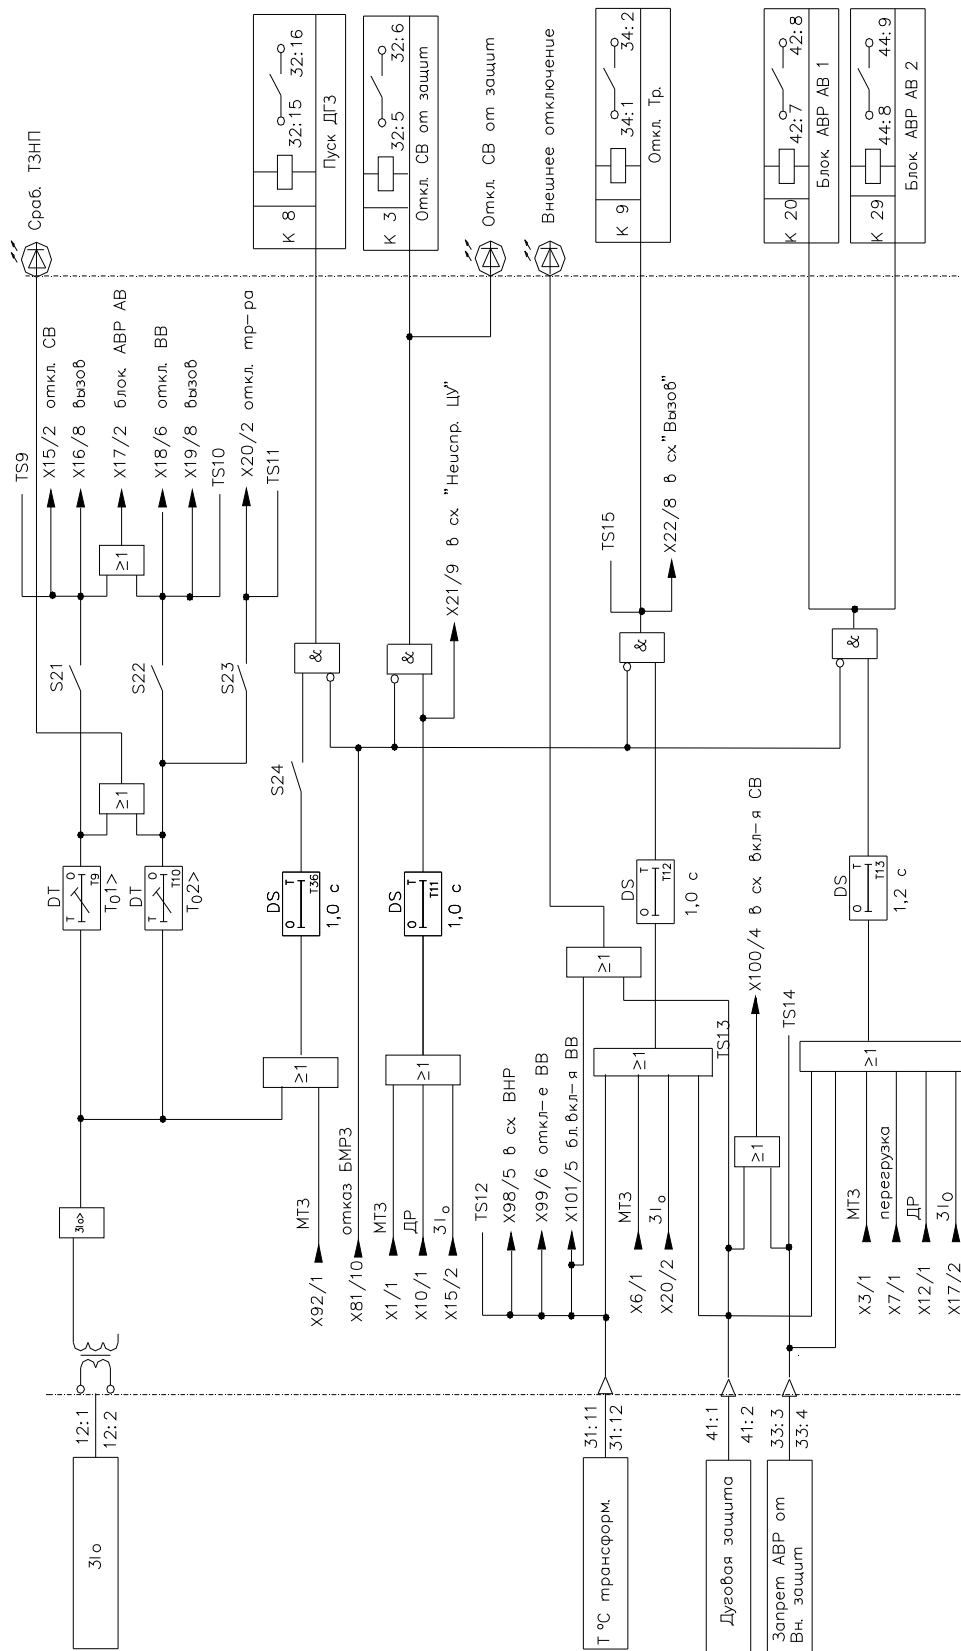 3I0
12:1
12:2
3I0>
DT
T
O
T9
T01>
DT
T
O
T10
T02>
≥1
S21
S22
S23
≥1
TS9
X15/2 откл. СВ
X16/8 вызов
X17/2 блок. АВР АВ
X18/6 откл. ВВ
X19/8 вызов
TS10
X20/2 откл. тр-ра
TS11
Сраб. ТЗНП
МТЗ
X92/1
≥1
DS
O
T
T36
1,0 с
S24
&
К 8
32:15
32:16
Пуск ДГЗ
отказ БМРЗ
X81/10
МТЗ
X1/1
ДР
X10/1
3I0
X15/2
≥1
DS
O
T
T11
1,0 с
&
X21/9 в сх. "Неиспр. ЦУ"
К 3
32:5
32:6
Откл. СВ от защит
Откл. СВ от защит
Внешнее отключение
T °C трансформ.
31:11
31:12
TS12
X98/5 в сх. ВНР
X99/6 откл-е ВВ
X101/5 бл.вкл-я ВВ
МТЗ
X6/1
3I0
X20/2
≥1
≥1
DS
O
T
T12
1,0 с
&
TS15
X22/8 в сх."Вызов"
К 9
34:1
34:2
Откл. Тр.
Дуговая защита
41:1
41:2
TS13
≥1
X100/4 в сх. вкл-я СВ
Запрет АВР от
Вн. защит
33:3
33:4
TS14
МТЗ
X3/1
перегрузка
X7/1
ДР
X12/1
3I0
X17/2
≥1
DS
O
T
T13
1,2 с
&
К 20
42:7
42:8
Блок. АВР АВ 1
К 29
44:8
44:9
Блок. АВР АВ 2